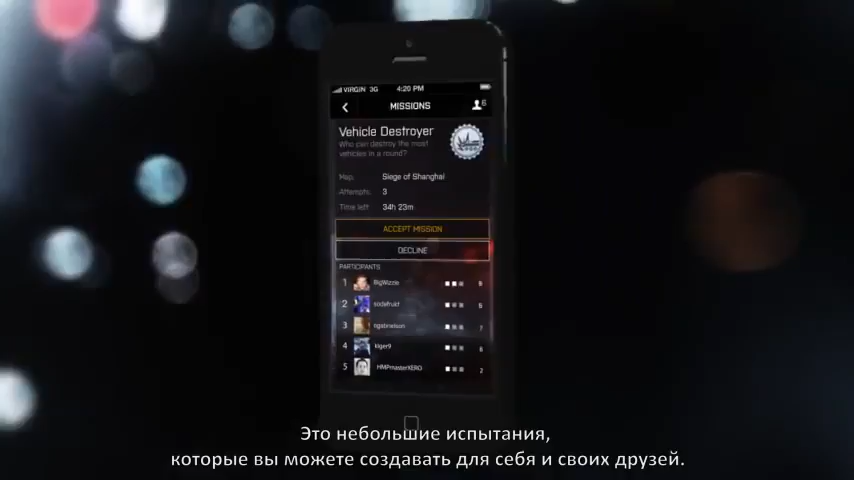 VIRGIN 3G 4:20 PM
MISSIONS 6
Vehicle Destroyer
Who can destroy the most
vehicles in a round?
Map: Siege of Shanghai
Attempts: 3
Time left 34h 23m
ACCEPT MISSION
DECLINE
PARTICIPANTS
1 BigWizzle
2
3
4
5 HMPmasterXERO 2
Это небольшие испытания,
которые вы можете создавать для себя и своих друзей.